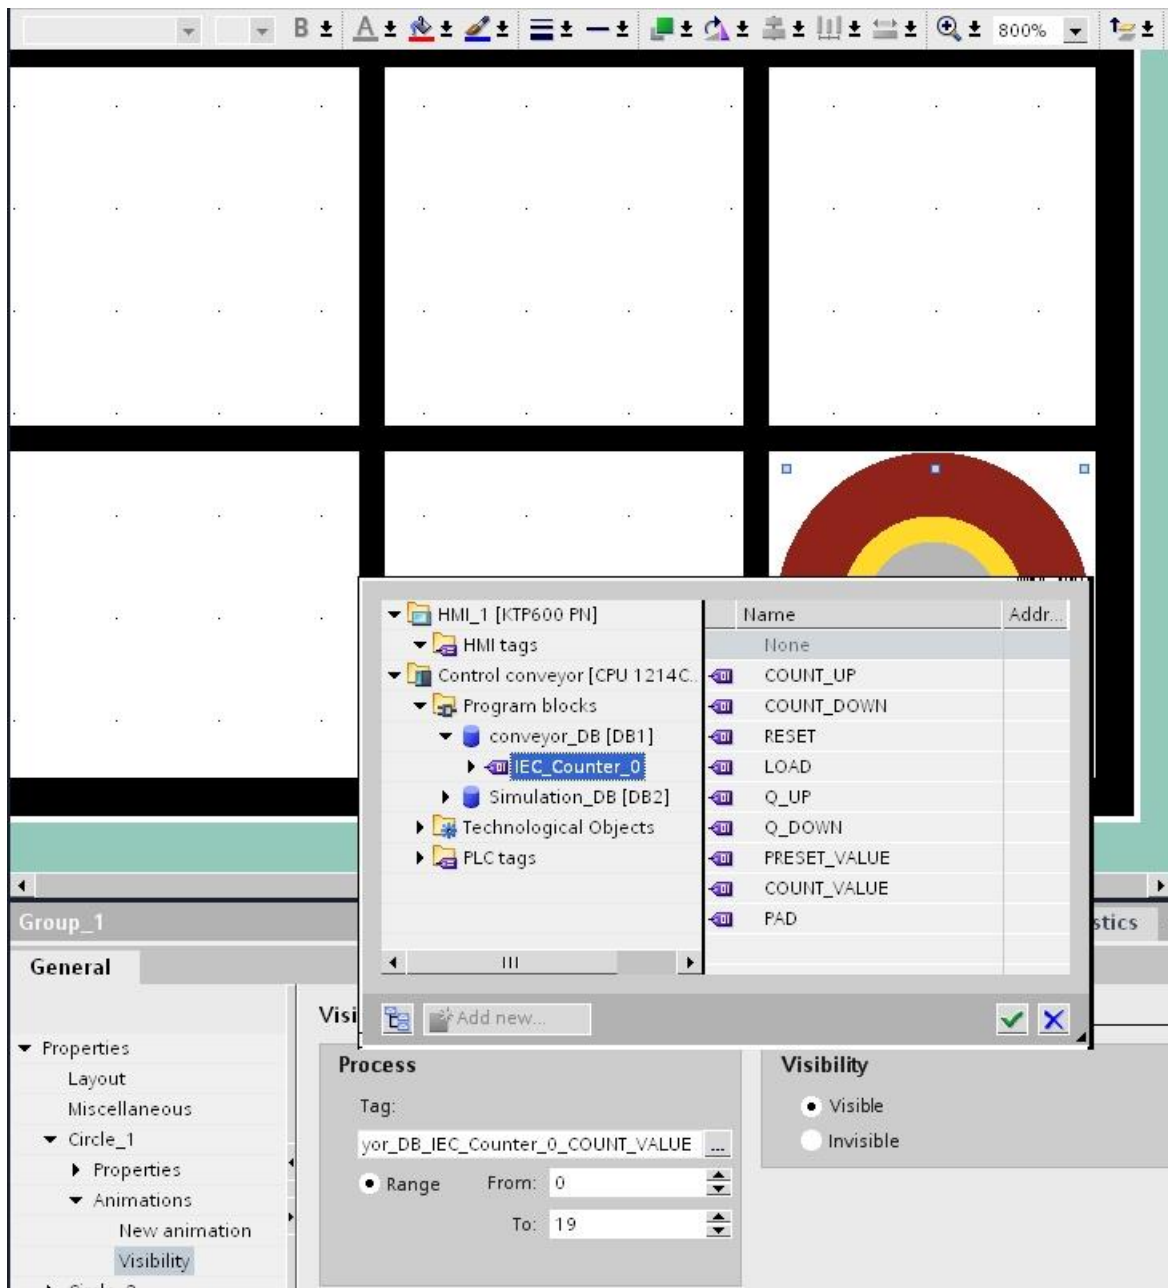 B A 800%
HMI_1 [KTP600 PN]
HMI tags
Control conveyor [CPU 1214C..
Program blocks
conveyor_DB [DB1]
IEC_Counter_0
Simulation_DB [DB2]
Technological Objects
PLC tags
Name Addr...
None
COUNT_UP
COUNT_DOWN
RESET
LOAD
Q_UP
Q_DOWN
PRESET_VALUE
COUNT_VALUE
PAD
Add new...
Group_1
stics
General
Properties
Layout
Miscellaneous
Circle_1
Properties
Animations
New animation
Visibility
Visi
Process
Tag:
yor_DB_IEC_Counter_0_COUNT_VALUE ...
Range From: 0
To: 19
Visibility
Visible
Invisible